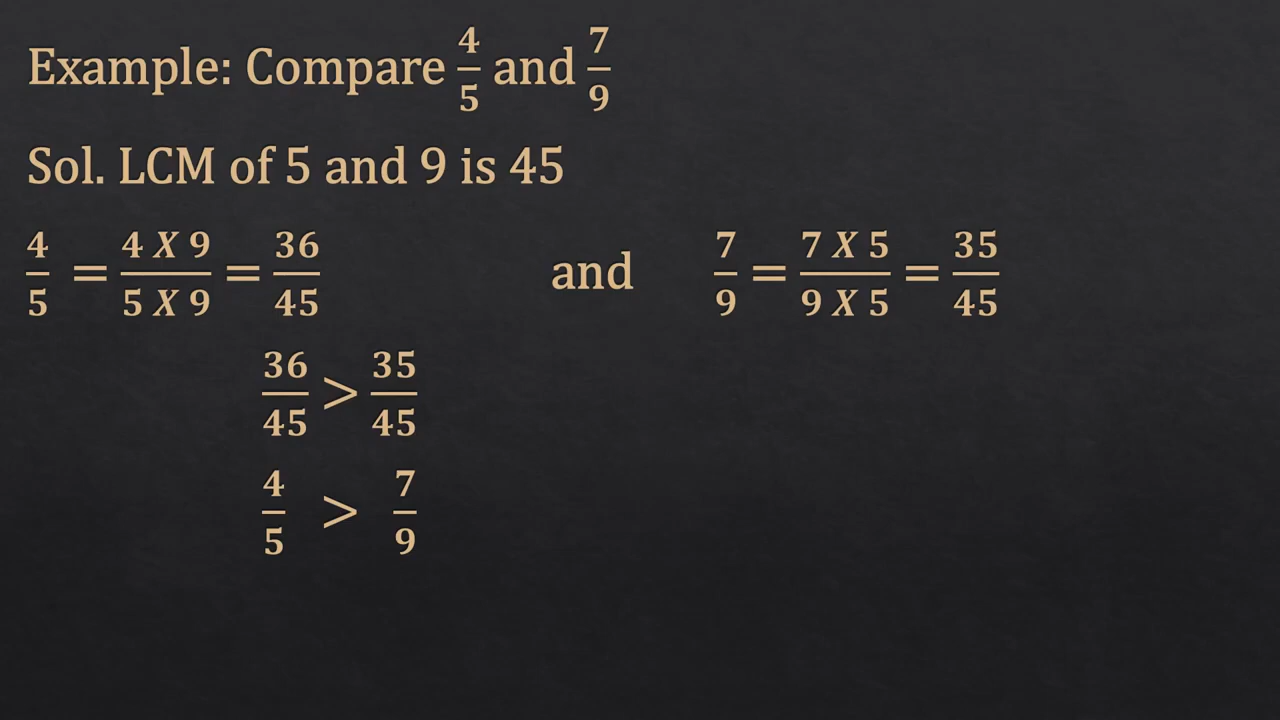 Example: Compare 4/5 and 7/9
Sol. LCM of 5 and 9 is 45
4/5 = 4 X 9/5 X 9 = 36/45 and 7/9 = 7 X 5/9 X 5 = 35/45
36/45 > 35/45
4/5 > 7/9